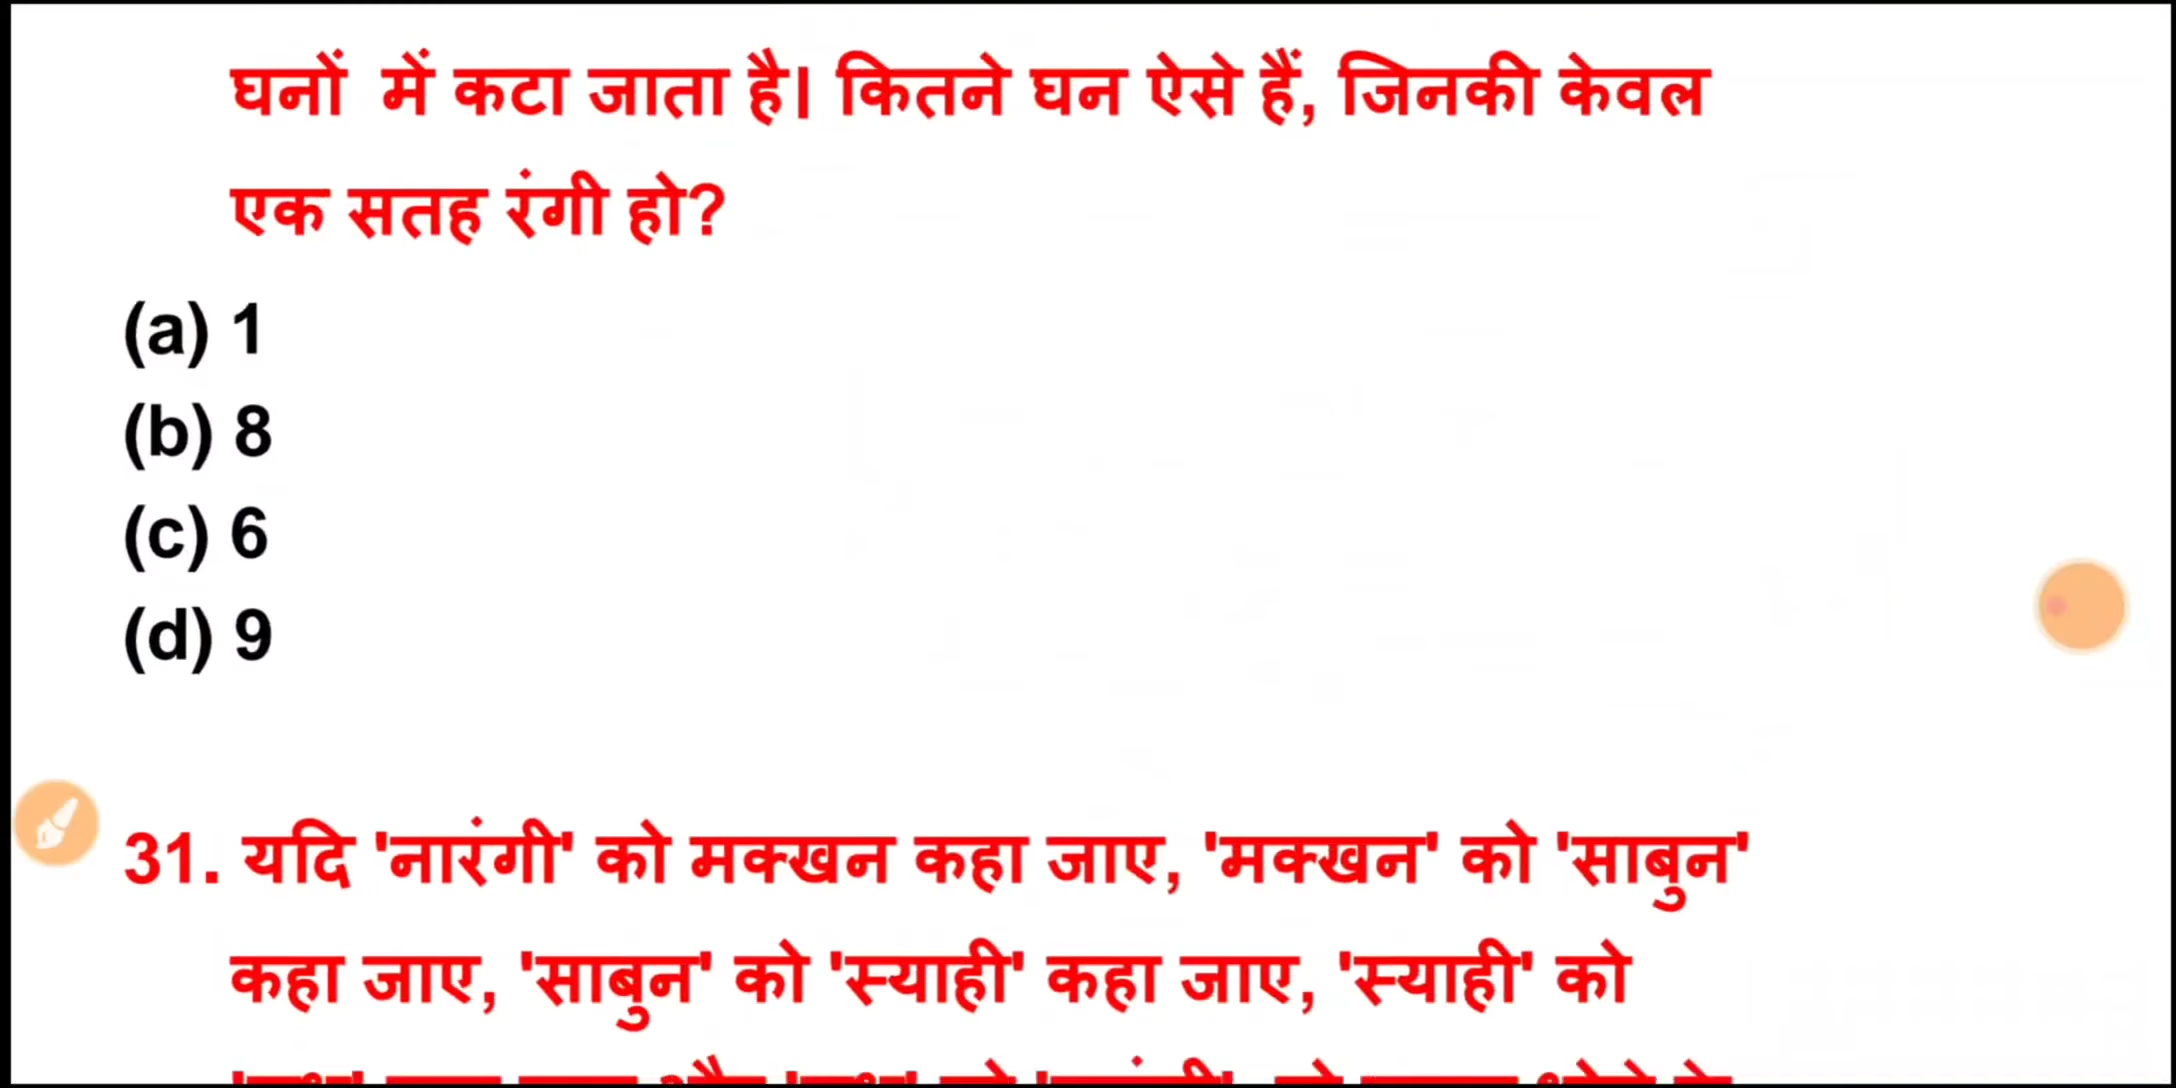 घनों में कटा जाता है। कितने घन ऐसे हैं, जिनकी केवल
एक सतह रंगी हो?
(a) 1
(b) 8
(c) 6
(d) 9
31. यदि 'नारंगी' को मक्खन कहा जाए, 'मक्खन' को 'साबुन'
कहा जाए, 'साबुन' को 'स्याही' कहा जाए, 'स्याही' को